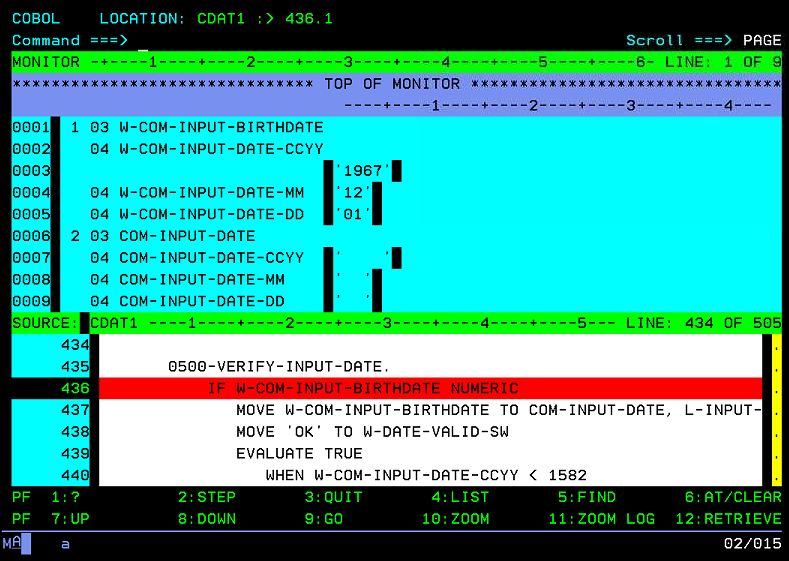 COBOL    LOCATION: CDAT1 :> 436.1
Command ===>                                                   Scroll ===> PAGE
MONITOR -+----1----+----2----+----3----+----4----+----5----+----6- LINE: 1 OF 9
******************************* TOP OF MONITOR ********************************
----+----1----+----2----+----3----+----4----
0001  1 03 W-COM-INPUT-BIRTHDATE
0002    04 W-COM-INPUT-DATE-CCYY
0003                            '1967'
0004    04 W-COM-INPUT-DATE-MM  '12'
0005    04 W-COM-INPUT-DATE-DD  '01'
0006  2 03 COM-INPUT-DATE
0007    04 COM-INPUT-DATE-CCYY  '    '
0008    04 COM-INPUT-DATE-MM    '  '
0009    04 COM-INPUT-DATE-DD    '  '
SOURCE: CDAT1 ----1----+----2----+----3----+----4----+----5--- LINE: 434 OF 505
434                                                                    .
435        0500-VERIFY-INPUT-DATE.                                     .
436            IF W-COM-INPUT-BIRTHDATE NUMERIC                        .
437               MOVE W-COM-INPUT-BIRTHDATE TO COM-INPUT-DATE, L-INPUT- .
438               MOVE 'OK' TO W-DATE-VALID-SW                         .
439               EVALUATE TRUE                                        .
440                  WHEN W-COM-INPUT-DATE-CCYY < 1582                 .
PF  1:?          2:STEP       3:QUIT       4:LIST       5:FIND       6:AT/CLEAR
PF  7:UP         8:DOWN       9:GO        10:ZOOM      11:ZOOM LOG  12:RETRIEVE
MA    a                                                                  02/015